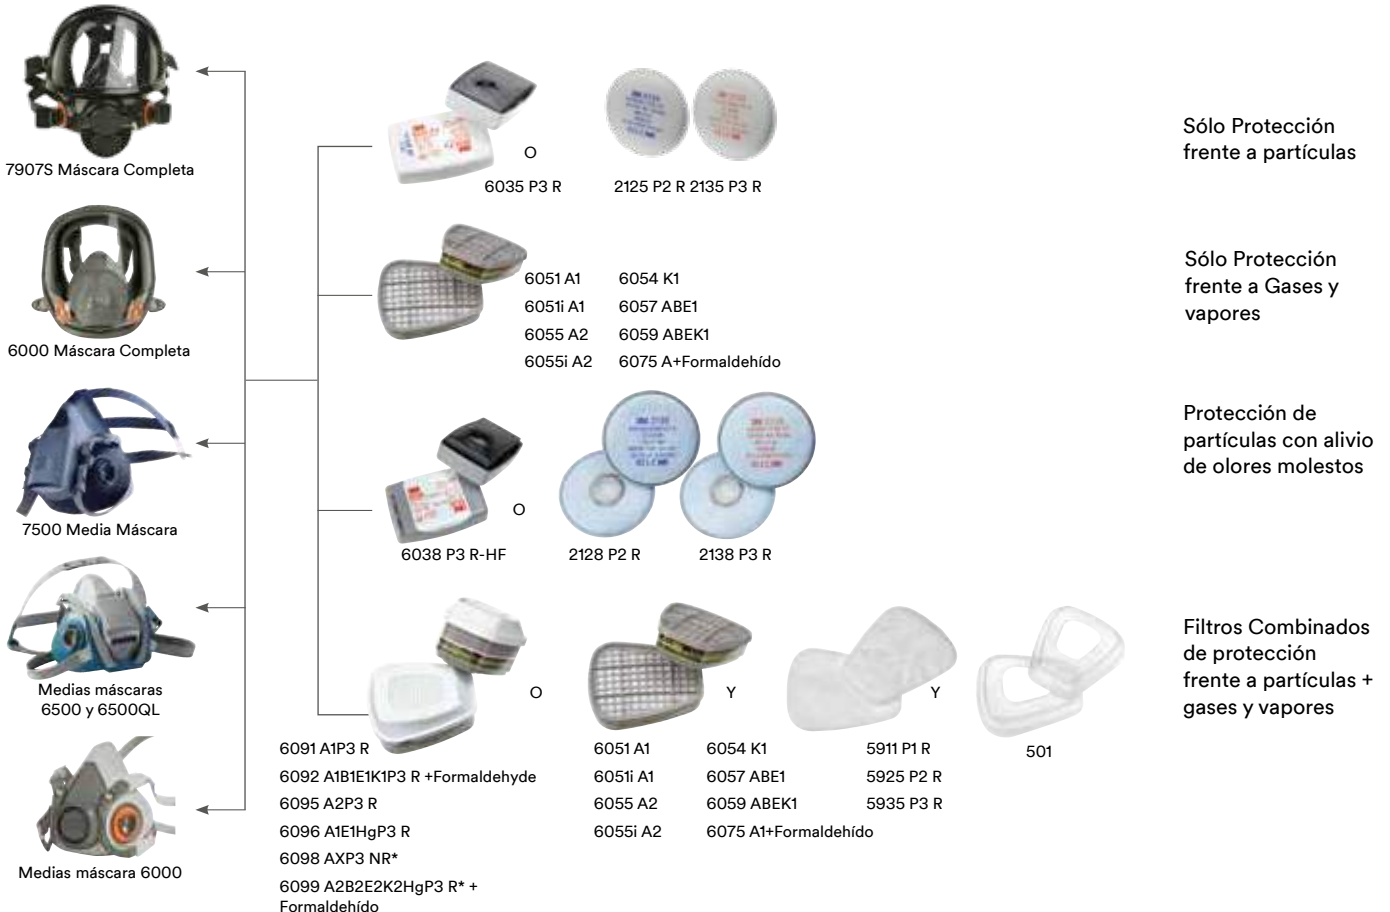 7907S Máscara Completa
6000 Máscara Completa
7500 Media Máscara
Medias máscaras
6500 y 6500QL
Medias máscara 6000
O
6035 P3 R
2125 P2 R 2135 P3 R
Sólo Protección
frente a partículas
6051 A1
6051i A1
6055 A2
6055i A2
6054 K1
6057 ABE1
6059 ABEK1
6075 A+Formaldehído
Sólo Protección
frente a Gases y
vapores
O
6038 P3 R-HF
2128 P2 R
2138 P3 R
Protección de
partículas con alivio
de olores molestos
O
6091 A1P3 R
6092 A1B1E1K1P3 R +Formaldehyde
6095 A2P3 R
6096 A1E1HgP3 R
6098 AXP3 NR*
6099 A2B2E2K2HgP3 R* +
Formaldehído
Y
6051 A1
6051i A1
6055 A2
6055i A2
6054 K1
6057 ABE1
6059 ABEK1
6075 A1+Formaldehído
Y
5911 P1 R
5925 P2 R
5935 P3 R
501
Filtros Combinados
de protección
frente a partículas +
gases y vapores